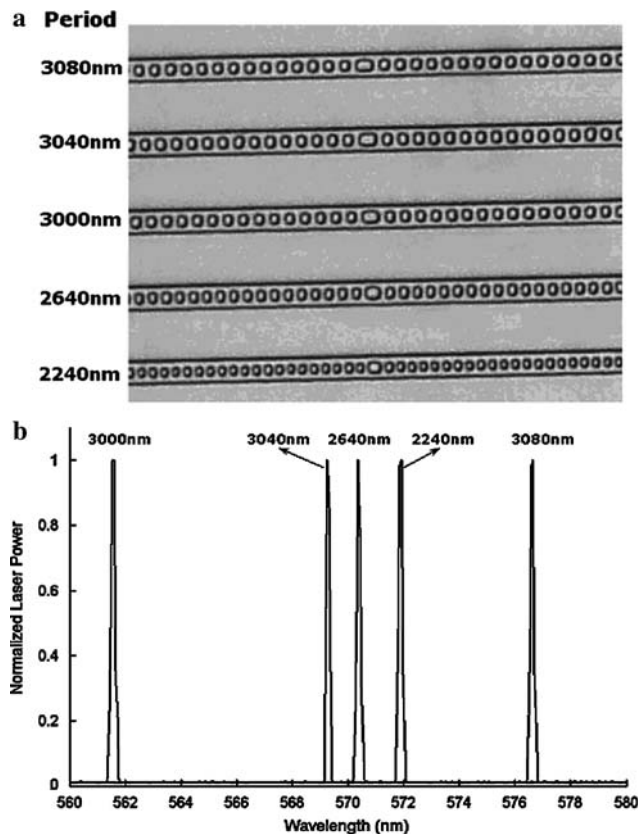 a Period
3080nm
3040nm
3000nm
2640nm
2240nm
b
3000nm 3040nm 2640nm 2240nm 3080nm
1
0.8
0.6
0.4
0.2
0
Normalized Laser Power
560 562 564 566 568 570 572 574 576 578 580
Wavelength (nm)